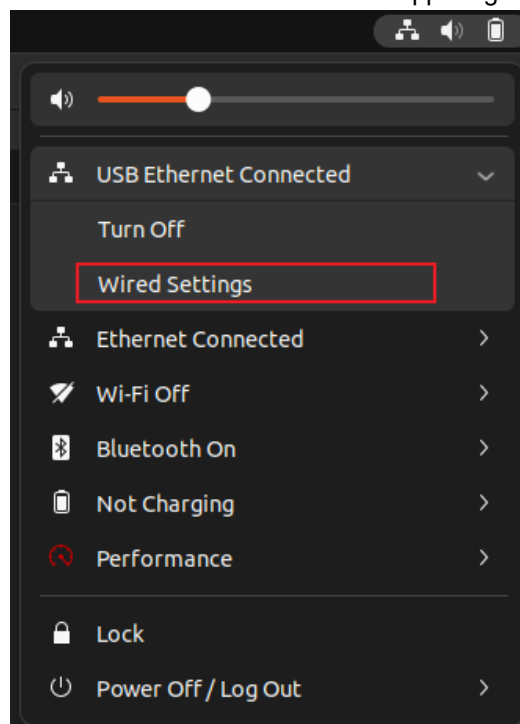 USB Ethernet Connected
Turn Off
Wired Settings
Ethernet Connected
Wi-Fi Off
Bluetooth On
Not Charging
Performance
Lock
Power Off / Log Out